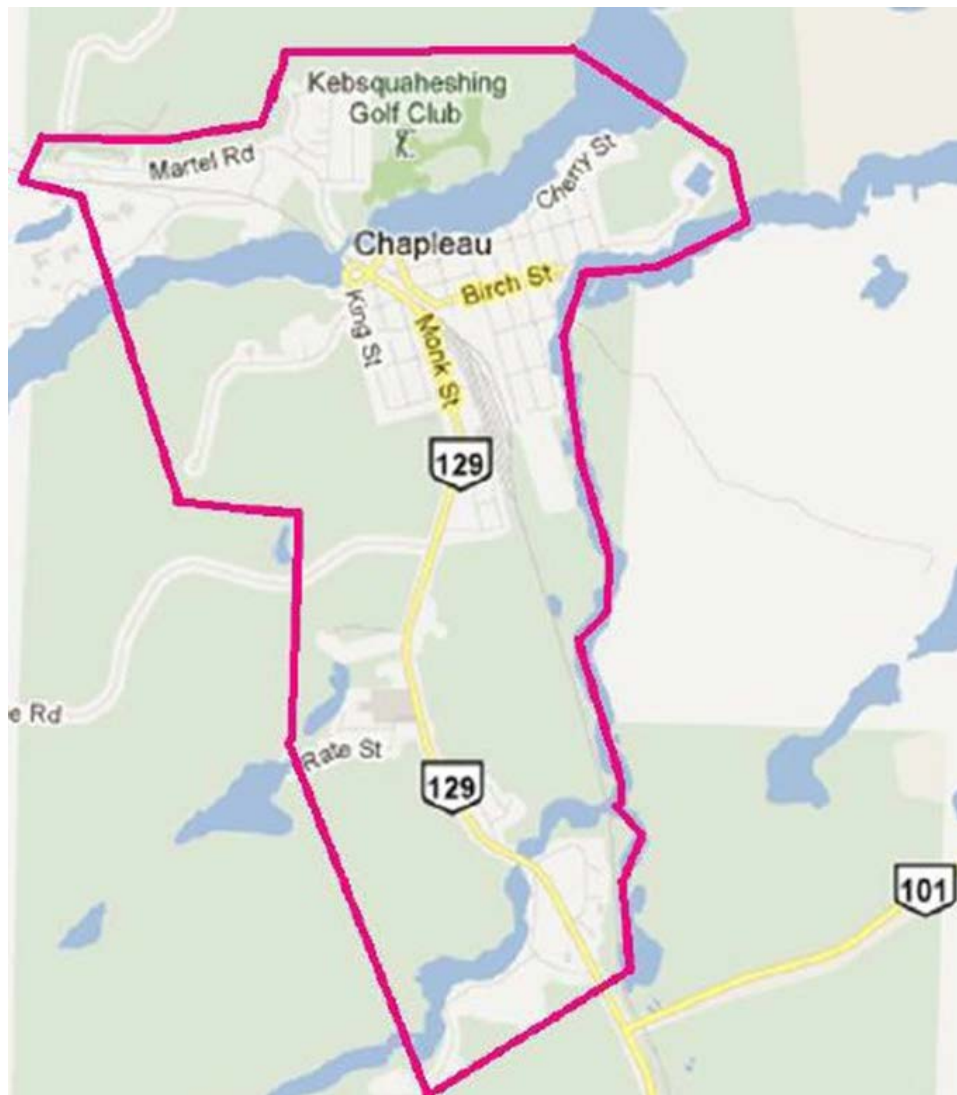 Kebsquaheshing
Golf Club
Martel Rd
Cherry St
Chapleau
Birch St
King St
Monk St
129
e Rd
Rate St
129
101